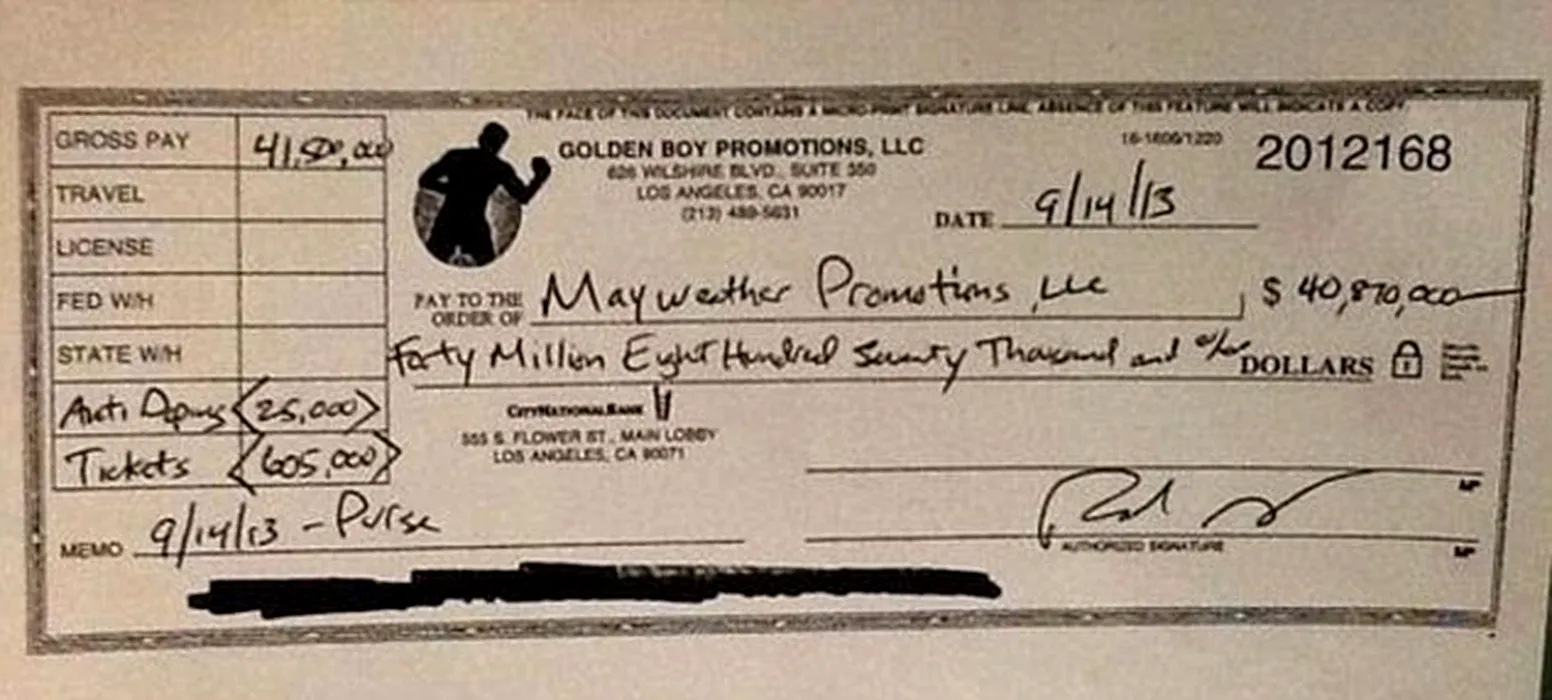 THE FACE OF THIS DOCUMENT CONTAINS A MICRO-PRINT SIGNATURE LINE, ABSENCE OF THIS FEATURE WILL INDICATE A COPY
GROSS PAY 41,500,000
TRAVEL
LICENSE
FED W/H
STATE W/H
Anti Doping <25,000>
Tickets <605,000>
GOLDEN BOY PROMOTIONS, LLC
626 WILSHIRE BLVD., SUITE 350
LOS ANGELES, CA 90017
(213) 489-5631
16-1606/1220
2012168
DATE 9/14/13
PAY TO THE ORDER OF Mayweather Promotions, LLC $ 40,870,000
Forty Million Eight Hundred Seventy Thousand and DOLLARS
CITY NATIONAL BANK
555 S. FLOWER ST., MAIN LOBBY
LOS ANGELES, CA 90071
MP
MEMO 9/14/13 - Purse
AUTHORIZED SIGNATURE
MP